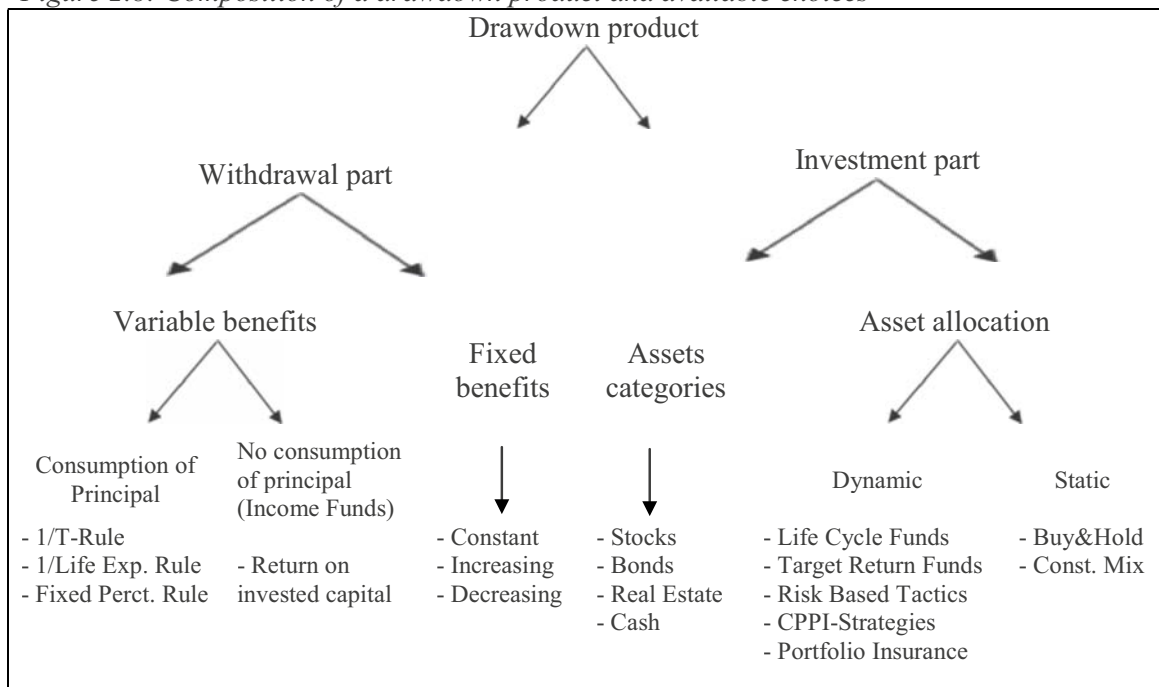 Figure 2.6: Composition of a drawdown product and available choices
Drawdown product
Withdrawal part
Investment part
Variable benefits
Fixed
benefits
Assets
categories
Asset allocation
Consumption of
Principal
- 1/T-Rule
- 1/Life Exp. Rule
- Fixed Perct. Rule
No consumption
of principal
(Income Funds)
- Return on
invested capital
- Constant
- Increasing
- Decreasing
- Stocks
- Bonds
- Real Estate
- Cash
Dynamic
- Life Cycle Funds
- Target Return Funds
- Risk Based Tactics
- CPPI-Strategies
- Portfolio Insurance
Static
- Buy&Hold
- Const. Mix